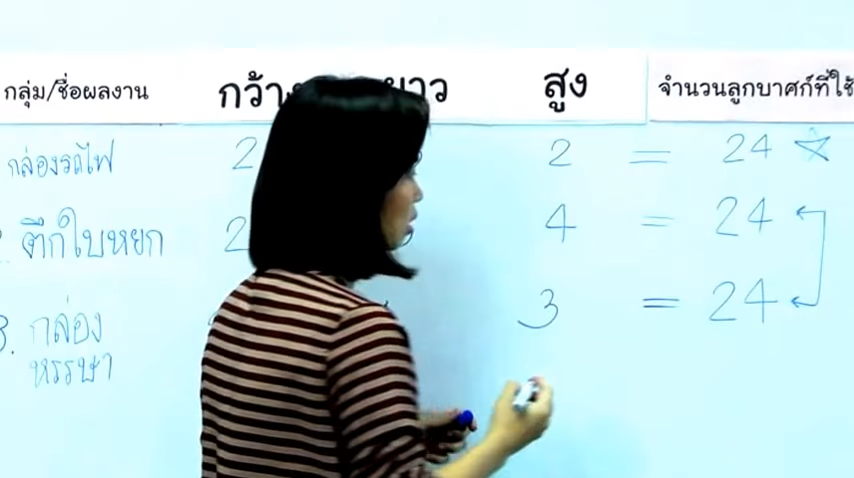 กลุ่ม/ชื่อผลงาน กว้าง ยาว สูง จำนวนลูกบาศก์ที่ใช้
กล่องรถไฟ 2 2 = 24
ตึกใบหยก 2 4 = 24
3. กล่อง 3 = 24
หรรษา